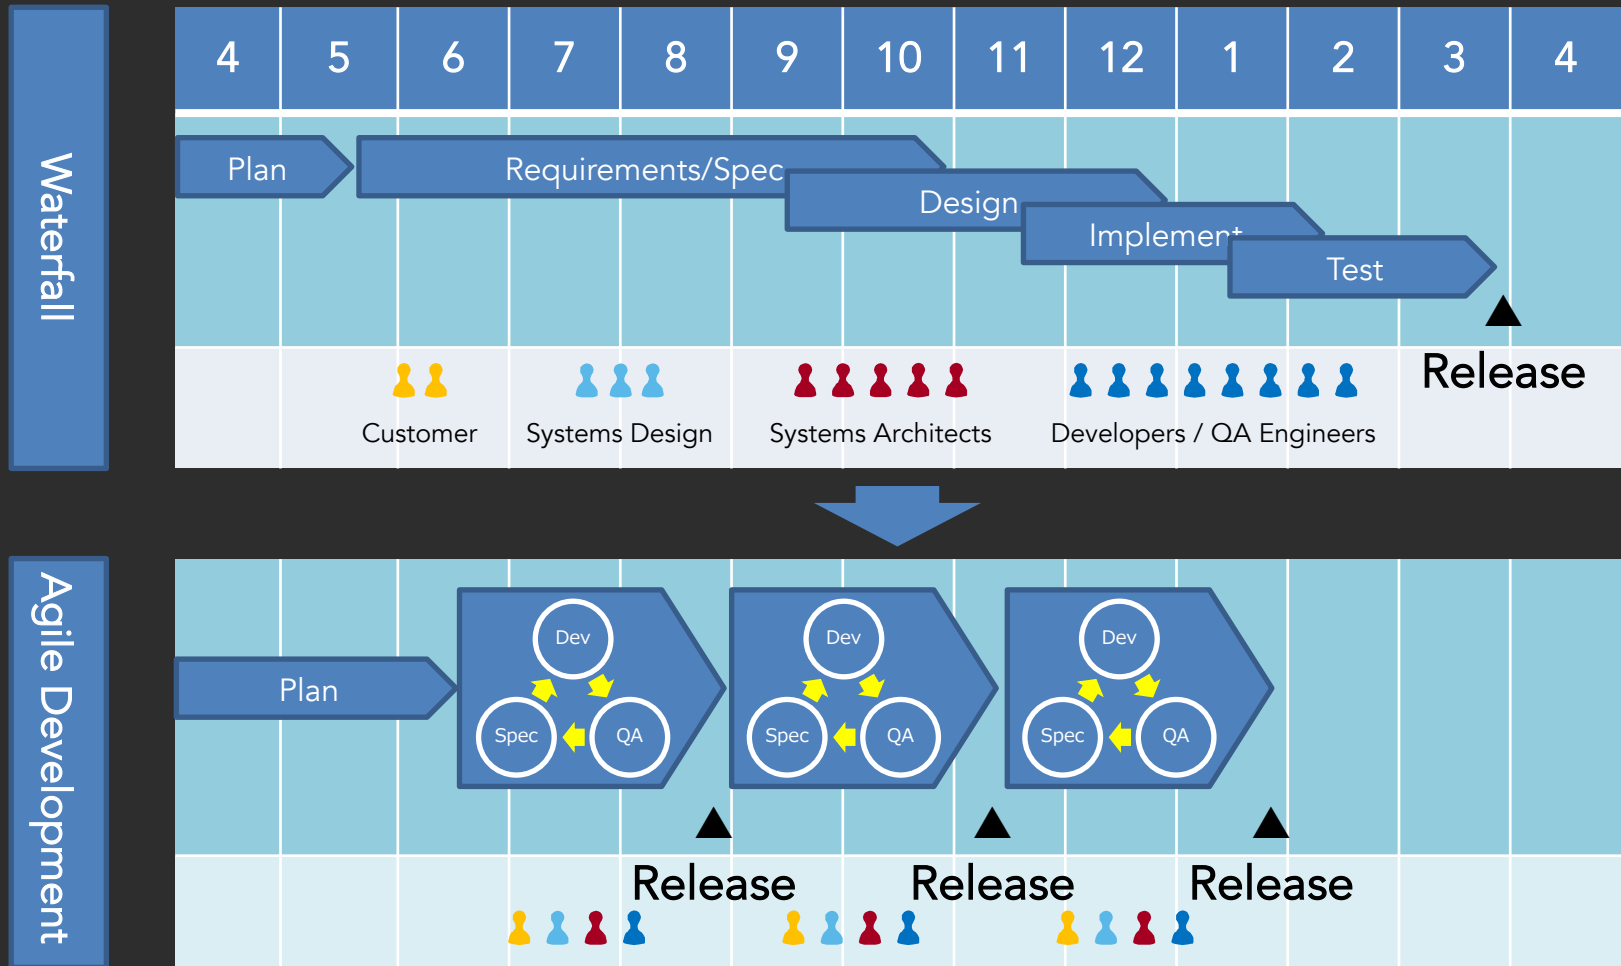 Waterfall
4 5 6 7 8 9 10 11 12 1 2 3 4
Plan
Requirements/Spec
Design
Implement
Test
Release
Customer
Systems Design
Systems Architects
Developers / QA Engineers
Agile Development
Plan
Dev
Spec
QA
Dev
Spec
QA
Dev
Spec
QA
Release
Release
Release